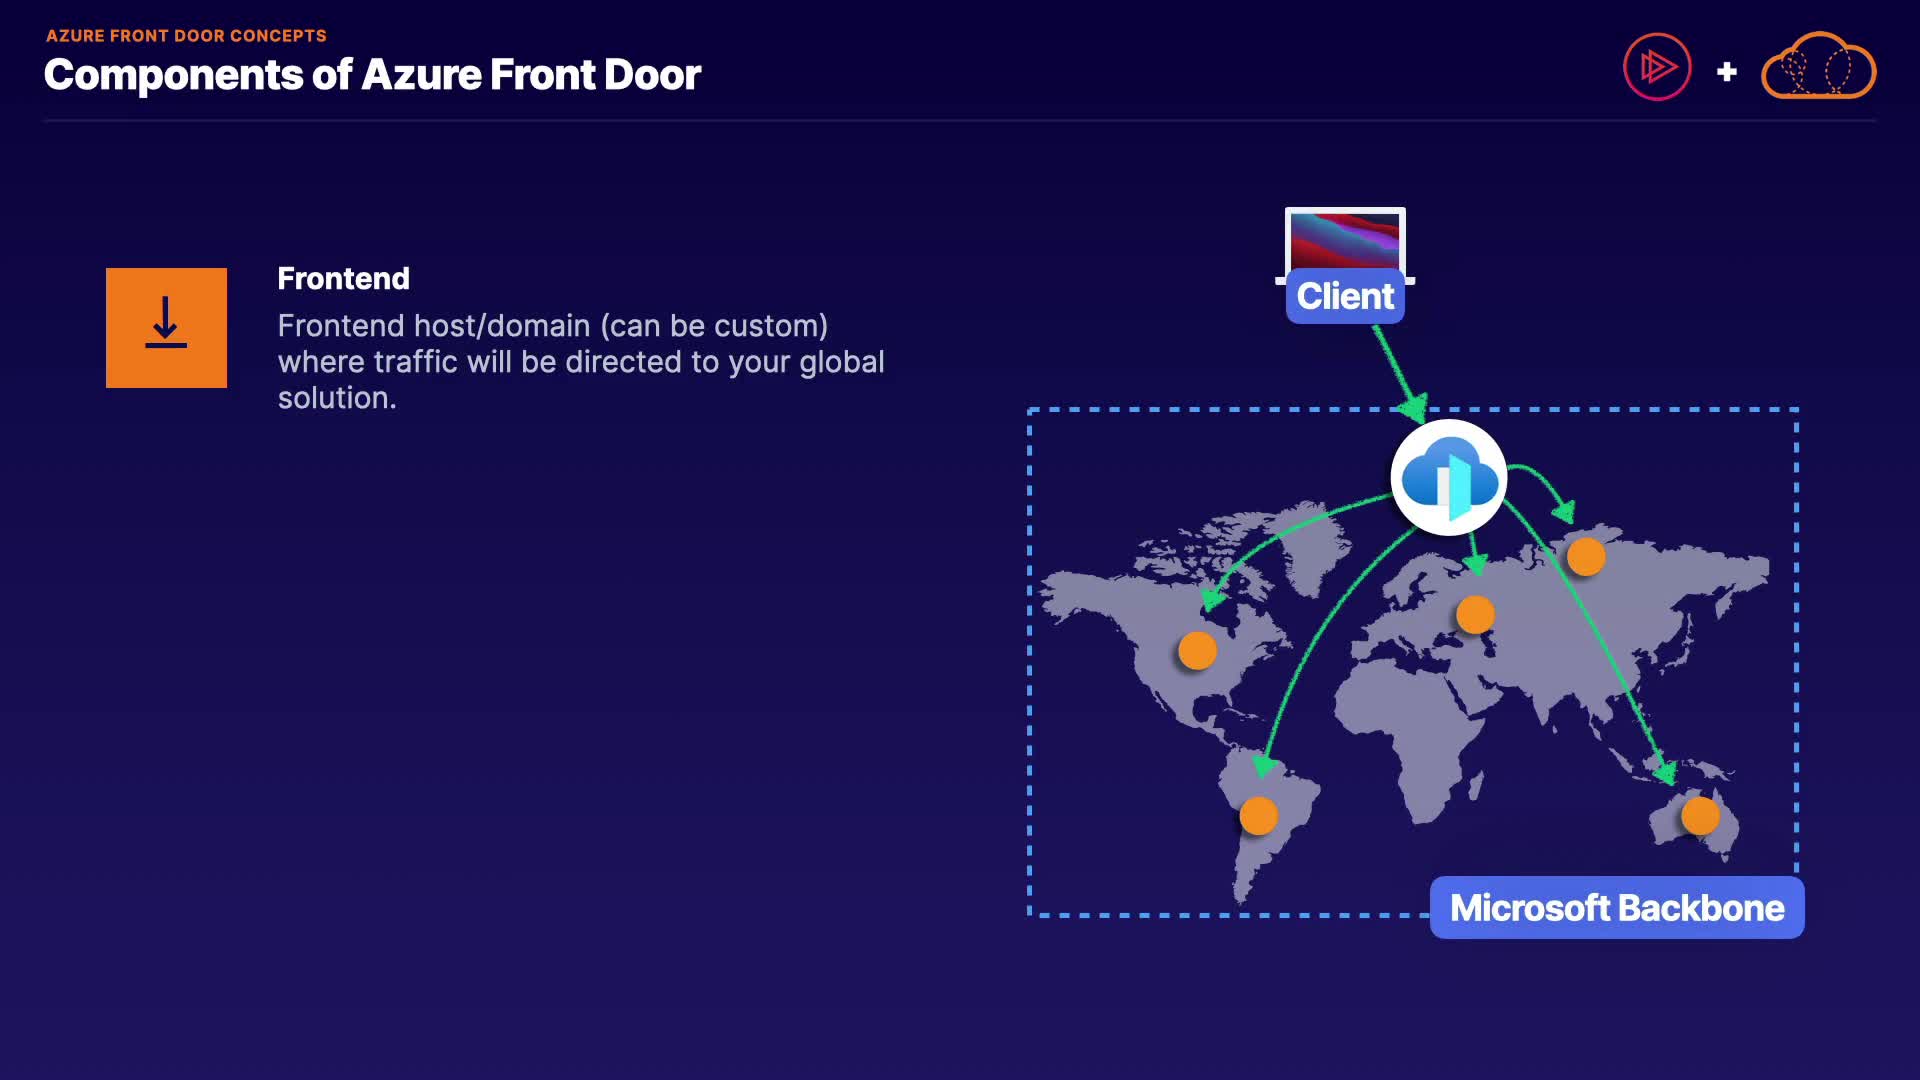 AZURE FRONT DOOR CONCEPTS
Components of Azure Front Door
Frontend
Frontend host/domain (can be custom)
where traffic will be directed to your global
solution.
Client
Microsoft Backbone